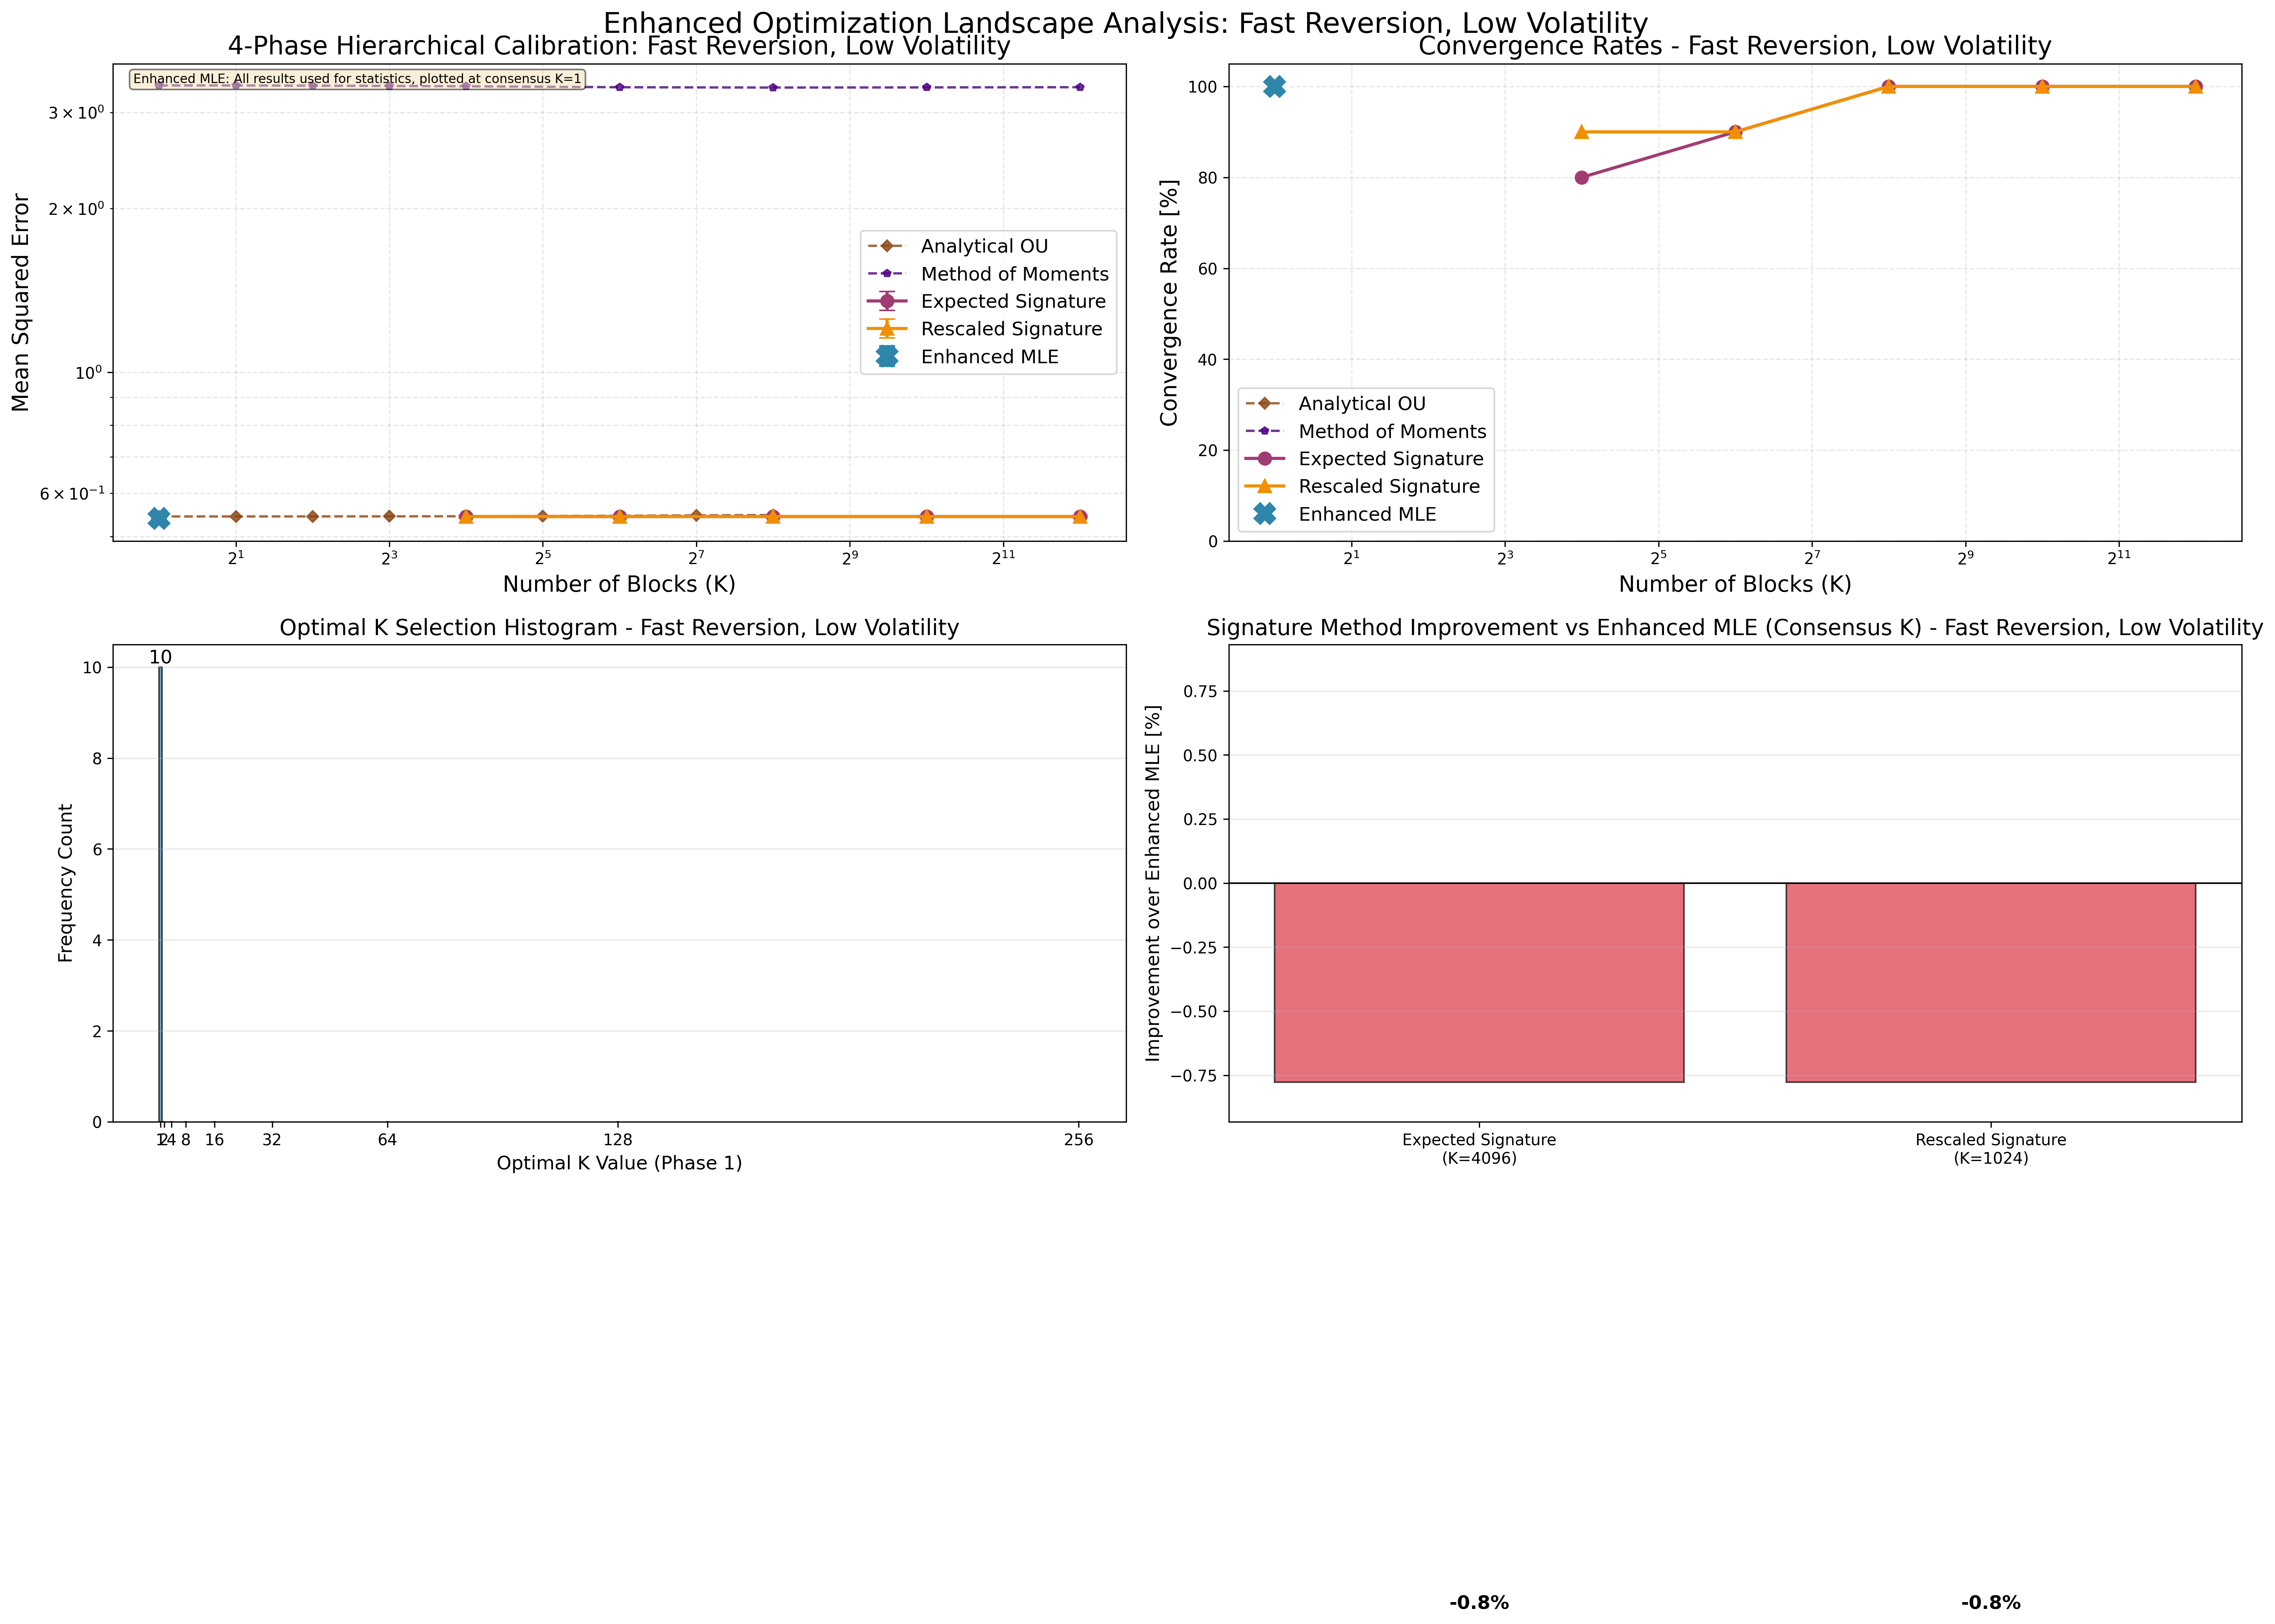 Enhanced Optimization Landscape Analysis: Fast Reversion, Low Volatility
4-Phase Hierarchical Calibration: Fast Reversion, Low Volatility
Enhanced MLE: All results used for statistics, plotted at consensus K=1
Mean Squared Error
3 × 10⁰
2 × 10⁰
10⁰
6 × 10⁻¹
Analytical OU
Method of Moments
Expected Signature
Rescaled Signature
Enhanced MLE
2¹ 2³ 2⁵ 2⁷ 2⁹ 2¹¹
Number of Blocks (K)
Convergence Rates - Fast Reversion, Low Volatility
Convergence Rate [%]
100
80
60
40
20
0
Analytical OU
Method of Moments
Expected Signature
Rescaled Signature
Enhanced MLE
2¹ 2³ 2⁵ 2⁷ 2⁹ 2¹¹
Number of Blocks (K)
Optimal K Selection Histogram - Fast Reversion, Low Volatility
Frequency Count
10
10
8
6
4
2
0
1 2 4 8 16 32 64 128 256
Optimal K Value (Phase 1)
Signature Method Improvement vs Enhanced MLE (Consensus K) - Fast Reversion, Low Volatility
Improvement over Enhanced MLE [%]
0.75
0.50
0.25
0.00
−0.25
−0.50
−0.75
Expected Signature
(K=4096)
Rescaled Signature
(K=1024)
-0.8% -0.8%